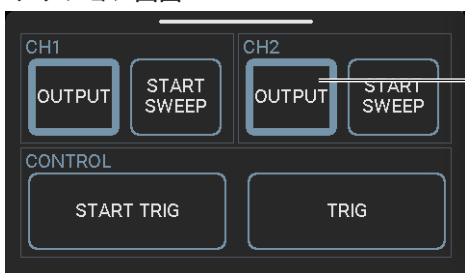 CH1
CH2
OUTPUT
START
SWEEP
OUTPUT
START
SWEEP
CONTROL
START TRIG
TRIG